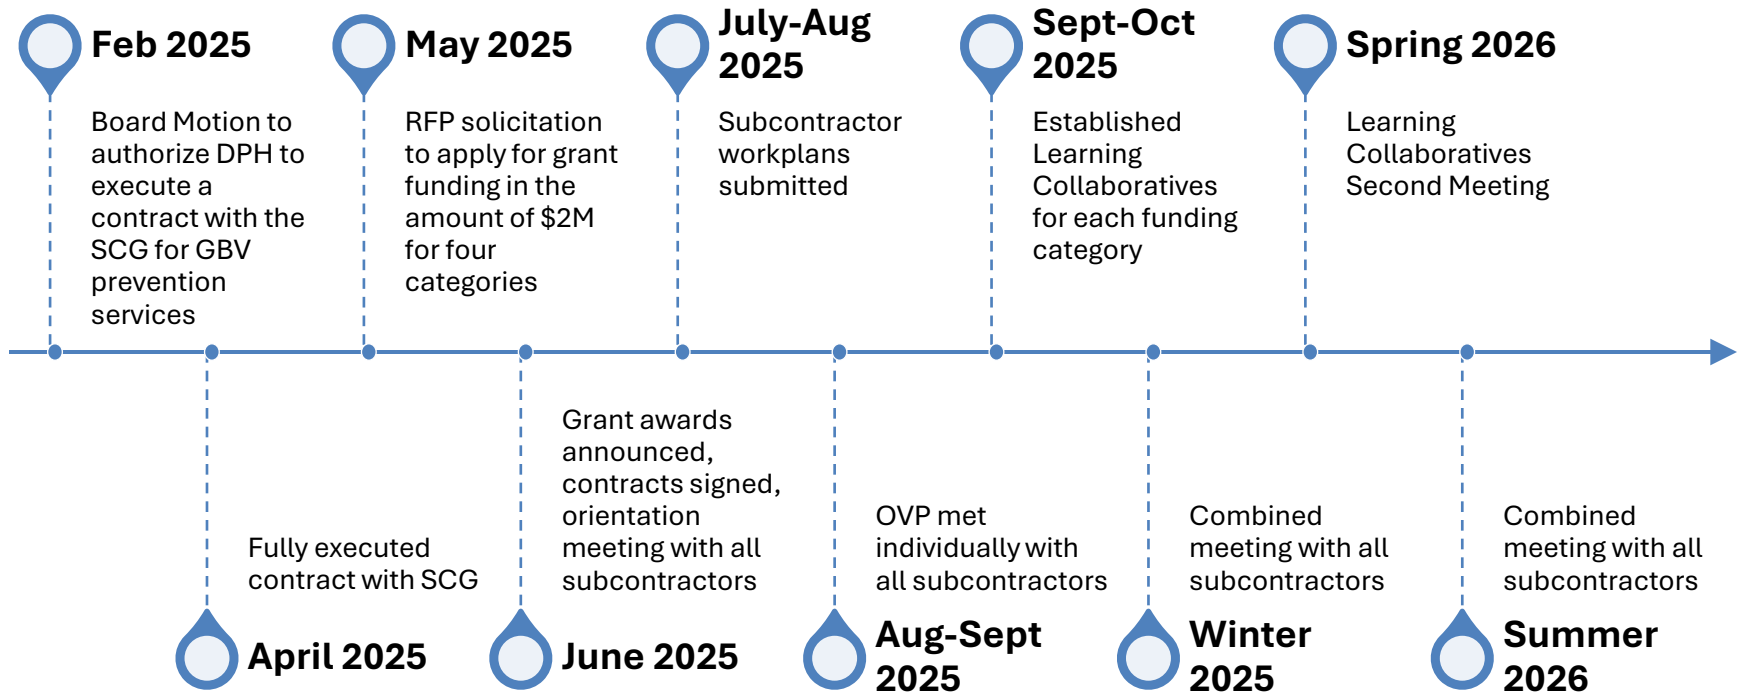 Feb 2025
Board Motion to
authorize DPH to
execute a
contract with the
SCG for GBV
prevention
services
May 2025
RFP solicitation
to apply for grant
funding in the
amount of $2M
for four
categories
July-Aug
2025
Subcontractor
workplans
submitted
Sept-Oct
2025
Established
Learning
Collaboratives
for each funding
category
Spring 2026
Learning
Collaboratives
Second Meeting
Fully executed
contract with SCG
April 2025
Grant awards
announced,
contracts signed,
orientation
meeting with all
subcontractors
June 2025
OVP met
individually with
all subcontractors
Aug-Sept
2025
Combined
meeting with all
subcontractors
Winter
2025
Combined
meeting with all
subcontractors
Summer
2026